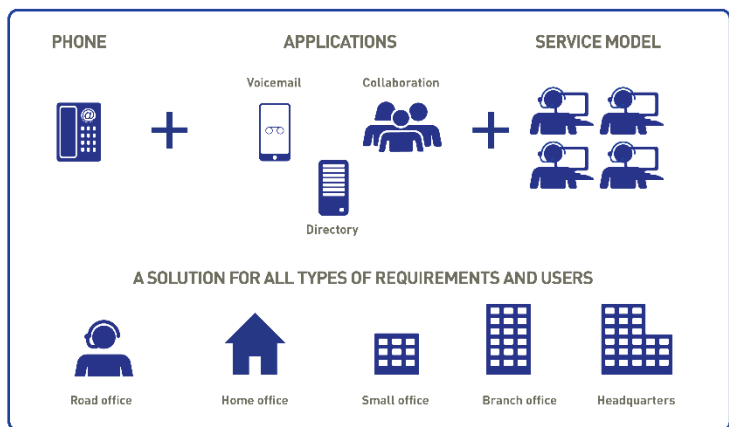 PHONE
APPLICATIONS
SERVICE MODEL
Voicemail
Collaboration
@
Directory
A SOLUTION FOR ALL TYPES OF REQUIREMENTS AND USERS
Road office
Home office
Small office
Branch office
Headquarters